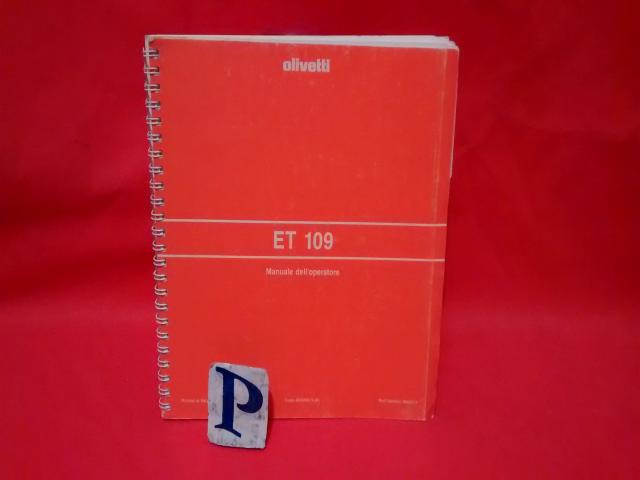 olivetti
ET 109
Manuale dell'operatore
P